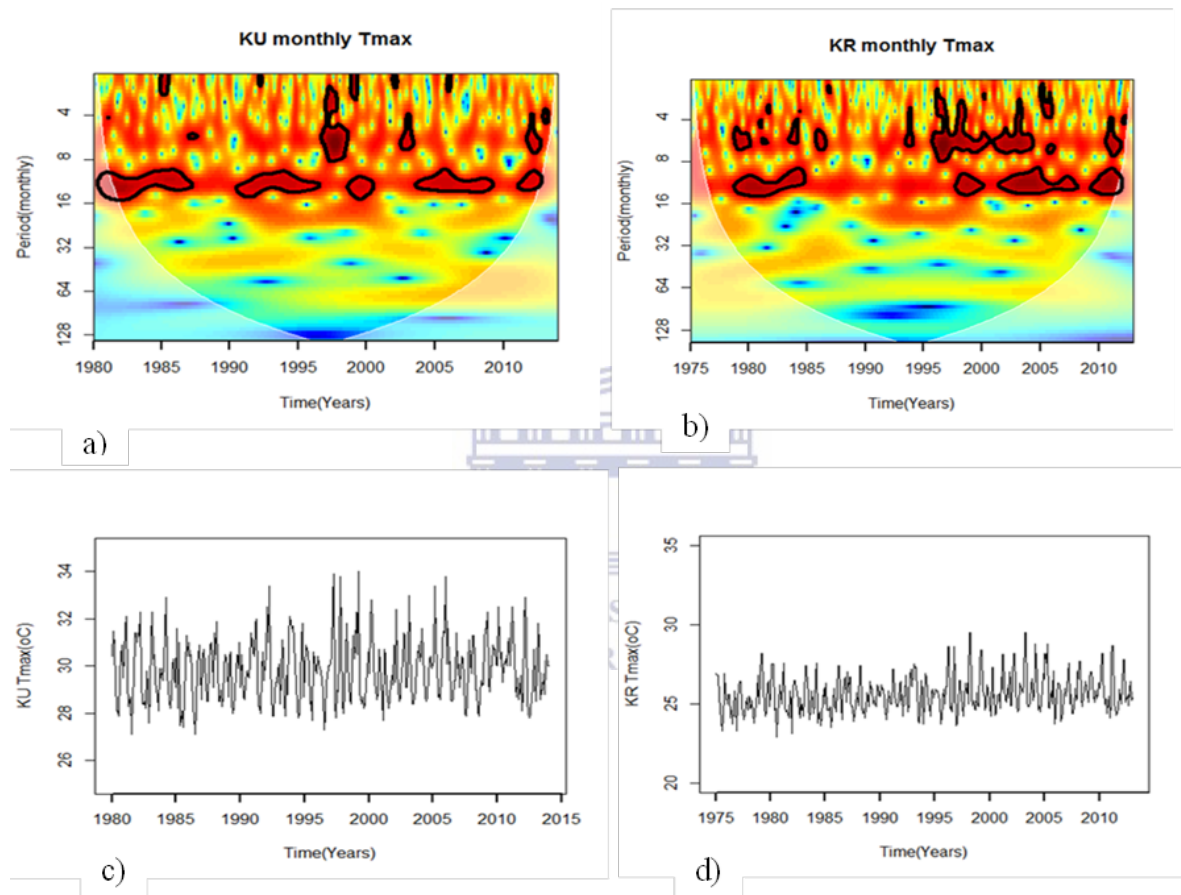 KU monthly Tmax
Period(monthly)
4
8
16
32
64
128
1980 1985 1990 1995 2000 2005 2010
Time(Years)
a)
KR monthly Tmax
Period(monthly)
4
8
16
32
64
128
1975 1980 1985 1990 1995 2000 2005 2010
Time(Years)
b)
KU Tmax(oC)
34
32
30
28
26
1980 1985 1990 1995 2000 2005 2010 2015
Time(Years)
c)
KR Tmax(oC)
35
30
25
20
1975 1980 1985 1990 1995 2000 2005 2010
Time(Years)
d)